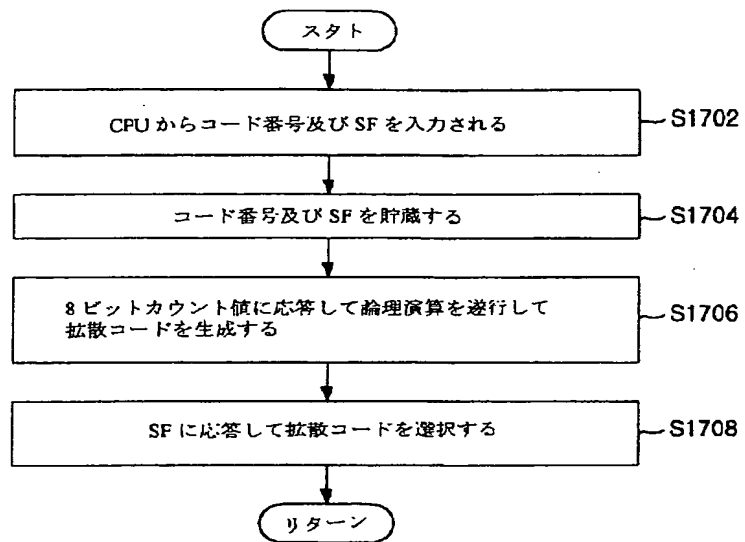 スタト
CPU からコード番号及び SF を入力される
S1702
コード番号及び SF を貯蔵する
S1704
8 ビットカウント値に応答して論理演算を遂行して
拡散コードを生成する
S1706
SF に応答して拡散コードを選択する
S1708
リターン